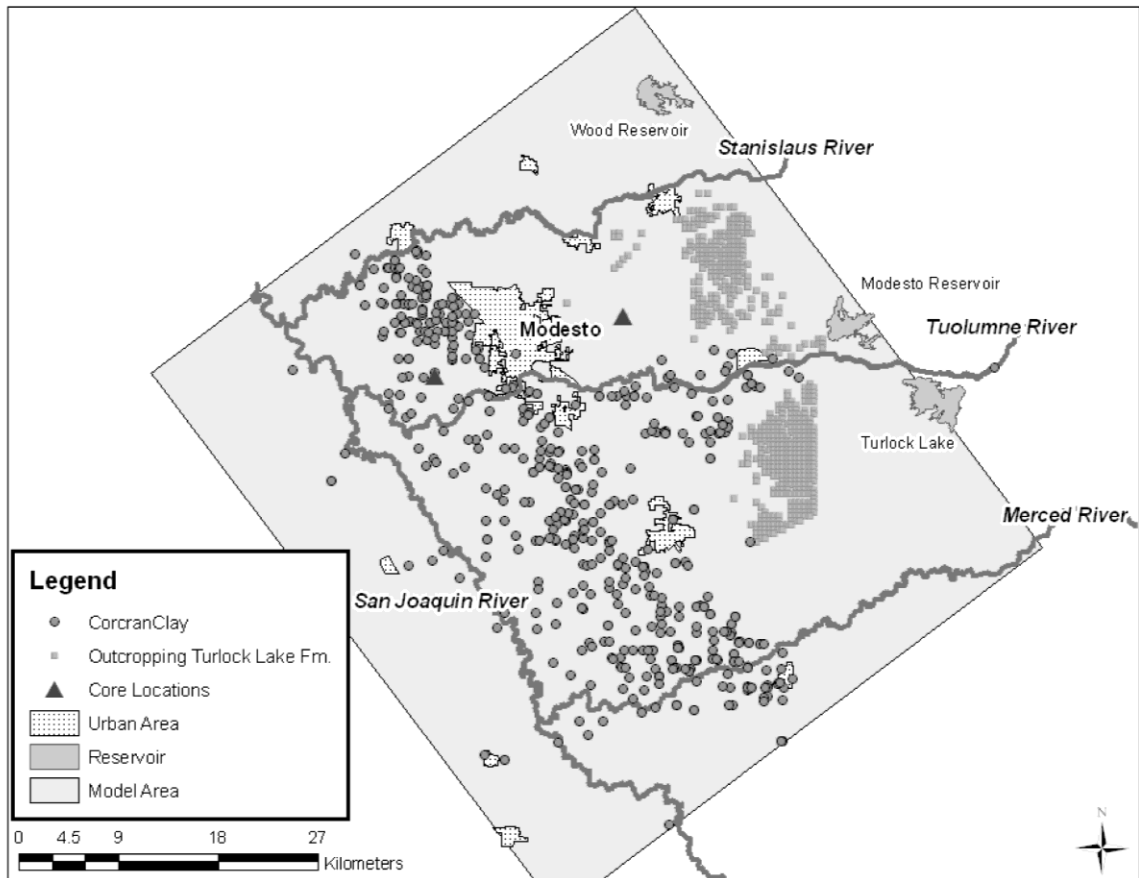 Wood Reservoir
Stanislaus River
Modesto Reservoir
Tuolumne River
Modesto
Turlock Lake
Merced River
San Joaquin River
Legend
CorcranClay
Outcropping Turlock Lake Fm.
Core Locations
Urban Area
Reservoir
Model Area
0 4.5 9 18 27
Kilometers
N